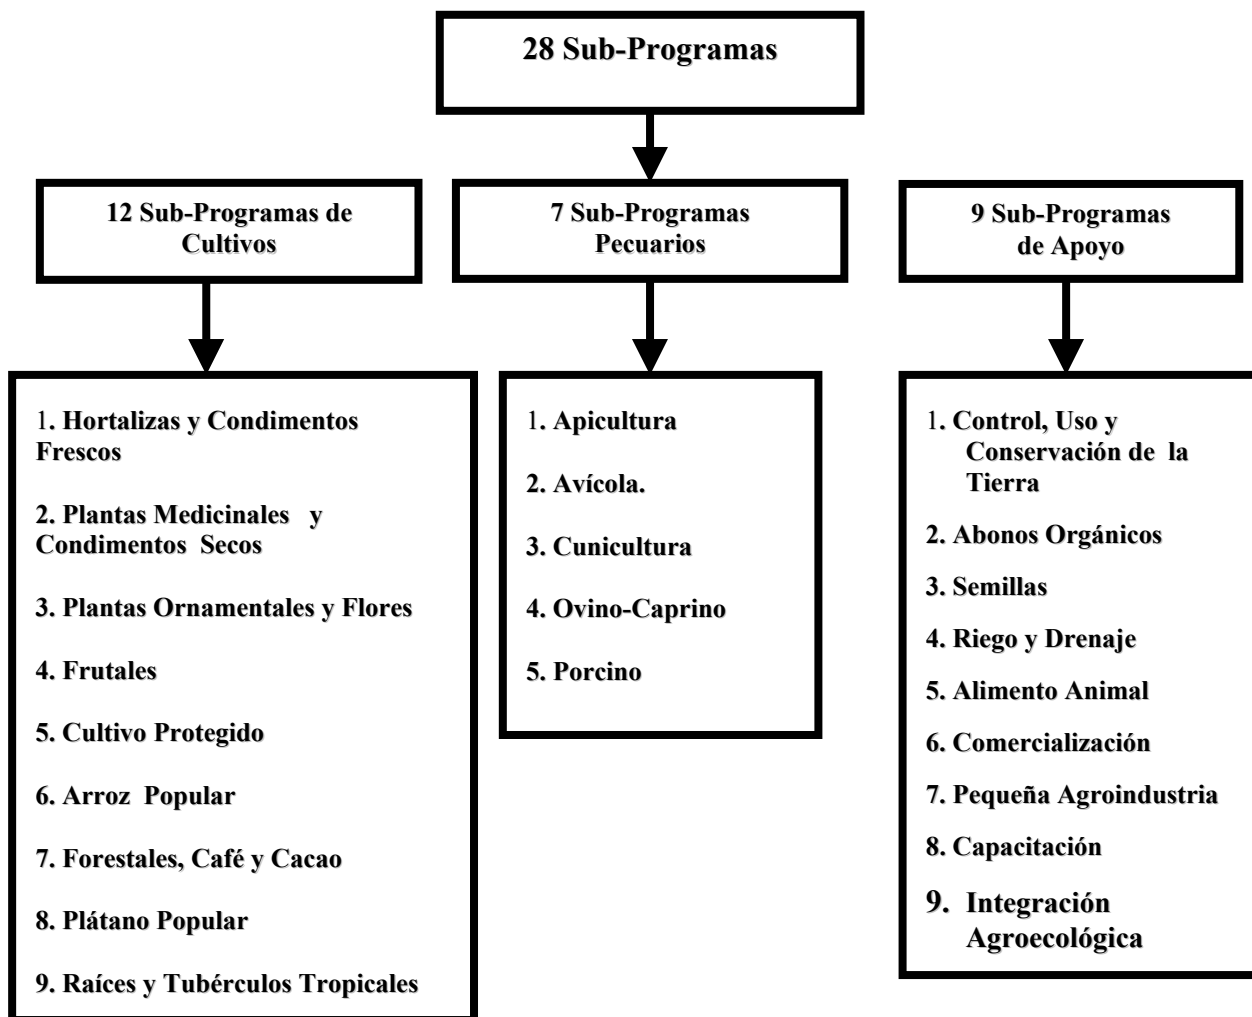 28 Sub-Programas
12 Sub-Programas de
Cultivos
7 Sub-Programas
Pecuarios
9 Sub-Programas
de Apoyo
1. Hortalizas y Condimentos
Frescos
2. Plantas Medicinales y
Condimentos Secos
3. Plantas Ornamentales y Flores
4. Frutales
5. Cultivo Protegido
6. Arroz Popular
7. Forestales, Café y Cacao
8. Plátano Popular
9. Raíces y Tubérculos Tropicales
1. Apicultura
2. Avícola.
3. Cunicultura
4. Ovino-Caprino
5. Porcino
1. Control, Uso y
Conservación de la
Tierra
2. Abonos Orgánicos
3. Semillas
4. Riego y Drenaje
5. Alimento Animal
6. Comercialización
7. Pequeña Agroindustria
8. Capacitación
9. Integración
Agroecológica